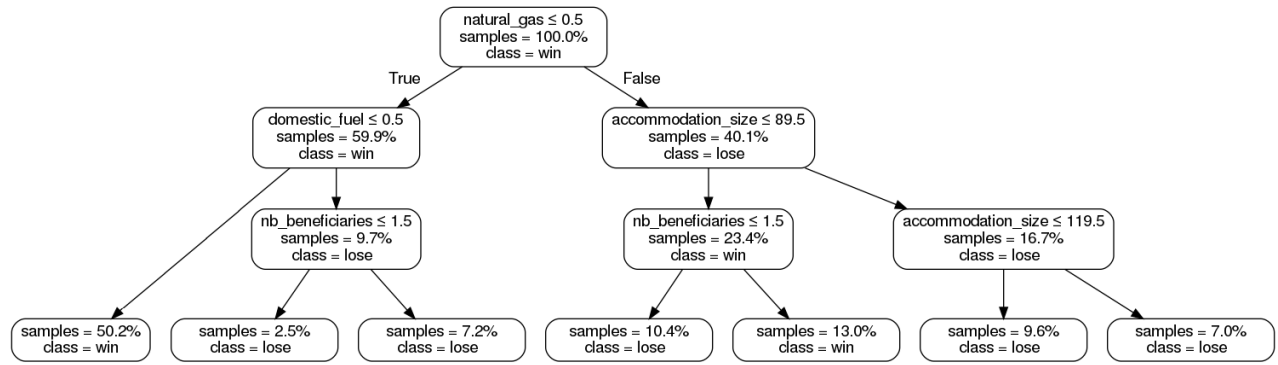 natural_gas ≤ 0.5
samples = 100.0%
class = win
True
False
domestic_fuel ≤ 0.5
samples = 59.9%
class = win
accommodation_size ≤ 89.5
samples = 40.1%
class = lose
nb_beneficiaries ≤ 1.5
samples = 9.7%
class = lose
nb_beneficiaries ≤ 1.5
samples = 23.4%
class = win
accommodation_size ≤ 119.5
samples = 16.7%
class = lose
samples = 50.2%
class = win
samples = 2.5%
class = lose
samples = 7.2%
class = lose
samples = 10.4%
class = lose
samples = 13.0%
class = win
samples = 9.6%
class = lose
samples = 7.0%
class = lose